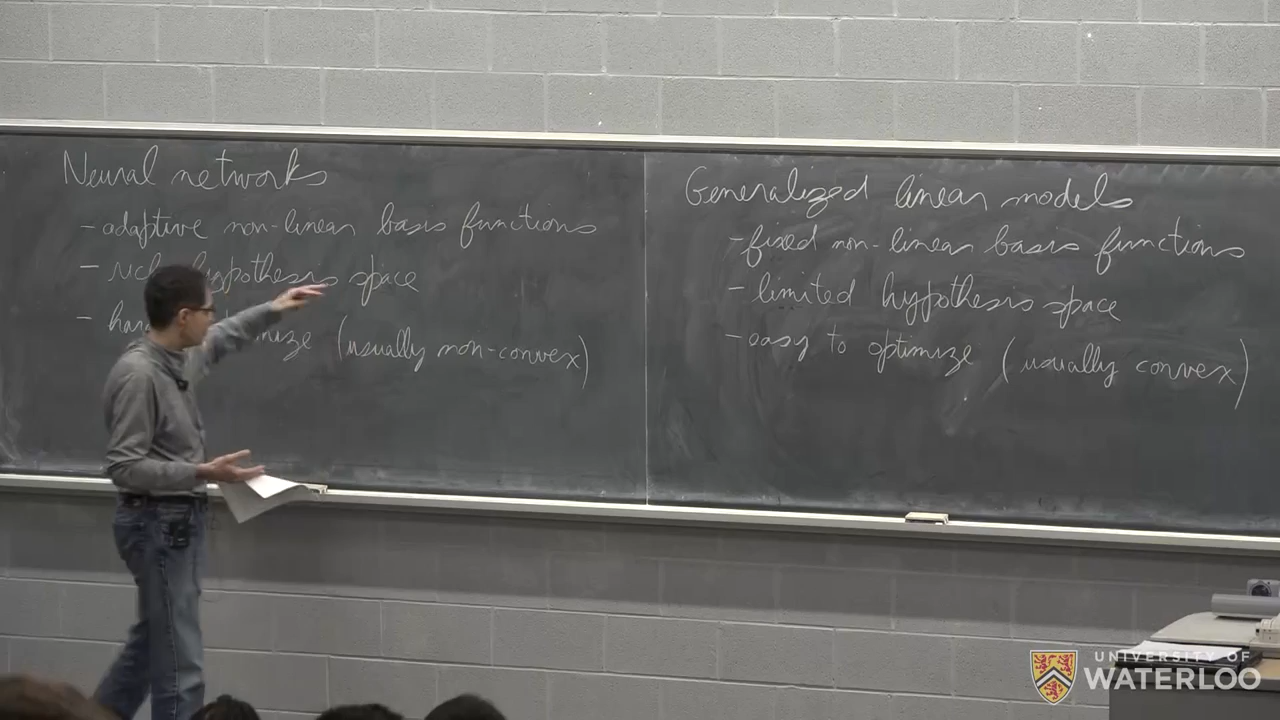 Neural networks
- adaptive non-linear basis functions
- rich hypothesis space
- hard optimize (usually non-convex)
Generalized linear models
- fixed non-linear basis functions
- limited hypothesis space
- easy to optimize (usually convex)
UNIVERSITY OF
WATERLOO